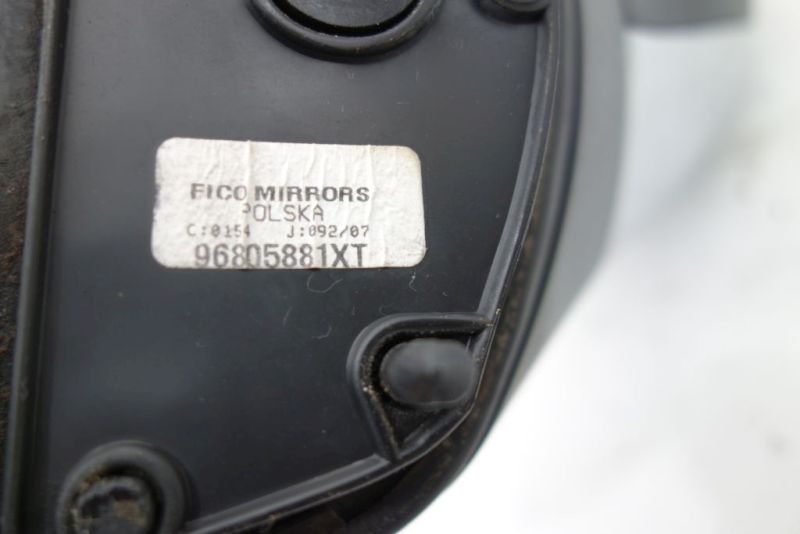 FICO MIRRORS
POLSKA
C:0154 J:092/07
96805881XT